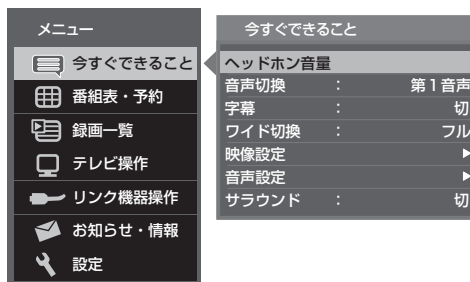 メニュー
今すぐできること
番組表・予約
録画一覧
テレビ操作
リンク機器操作
お知らせ・情報
設定
今すぐできること
ヘッドホン音量
音声切換 : 第1音声
字幕 : 切
ワイド切換 : フル
映像設定
音声設定
サラウンド : 切